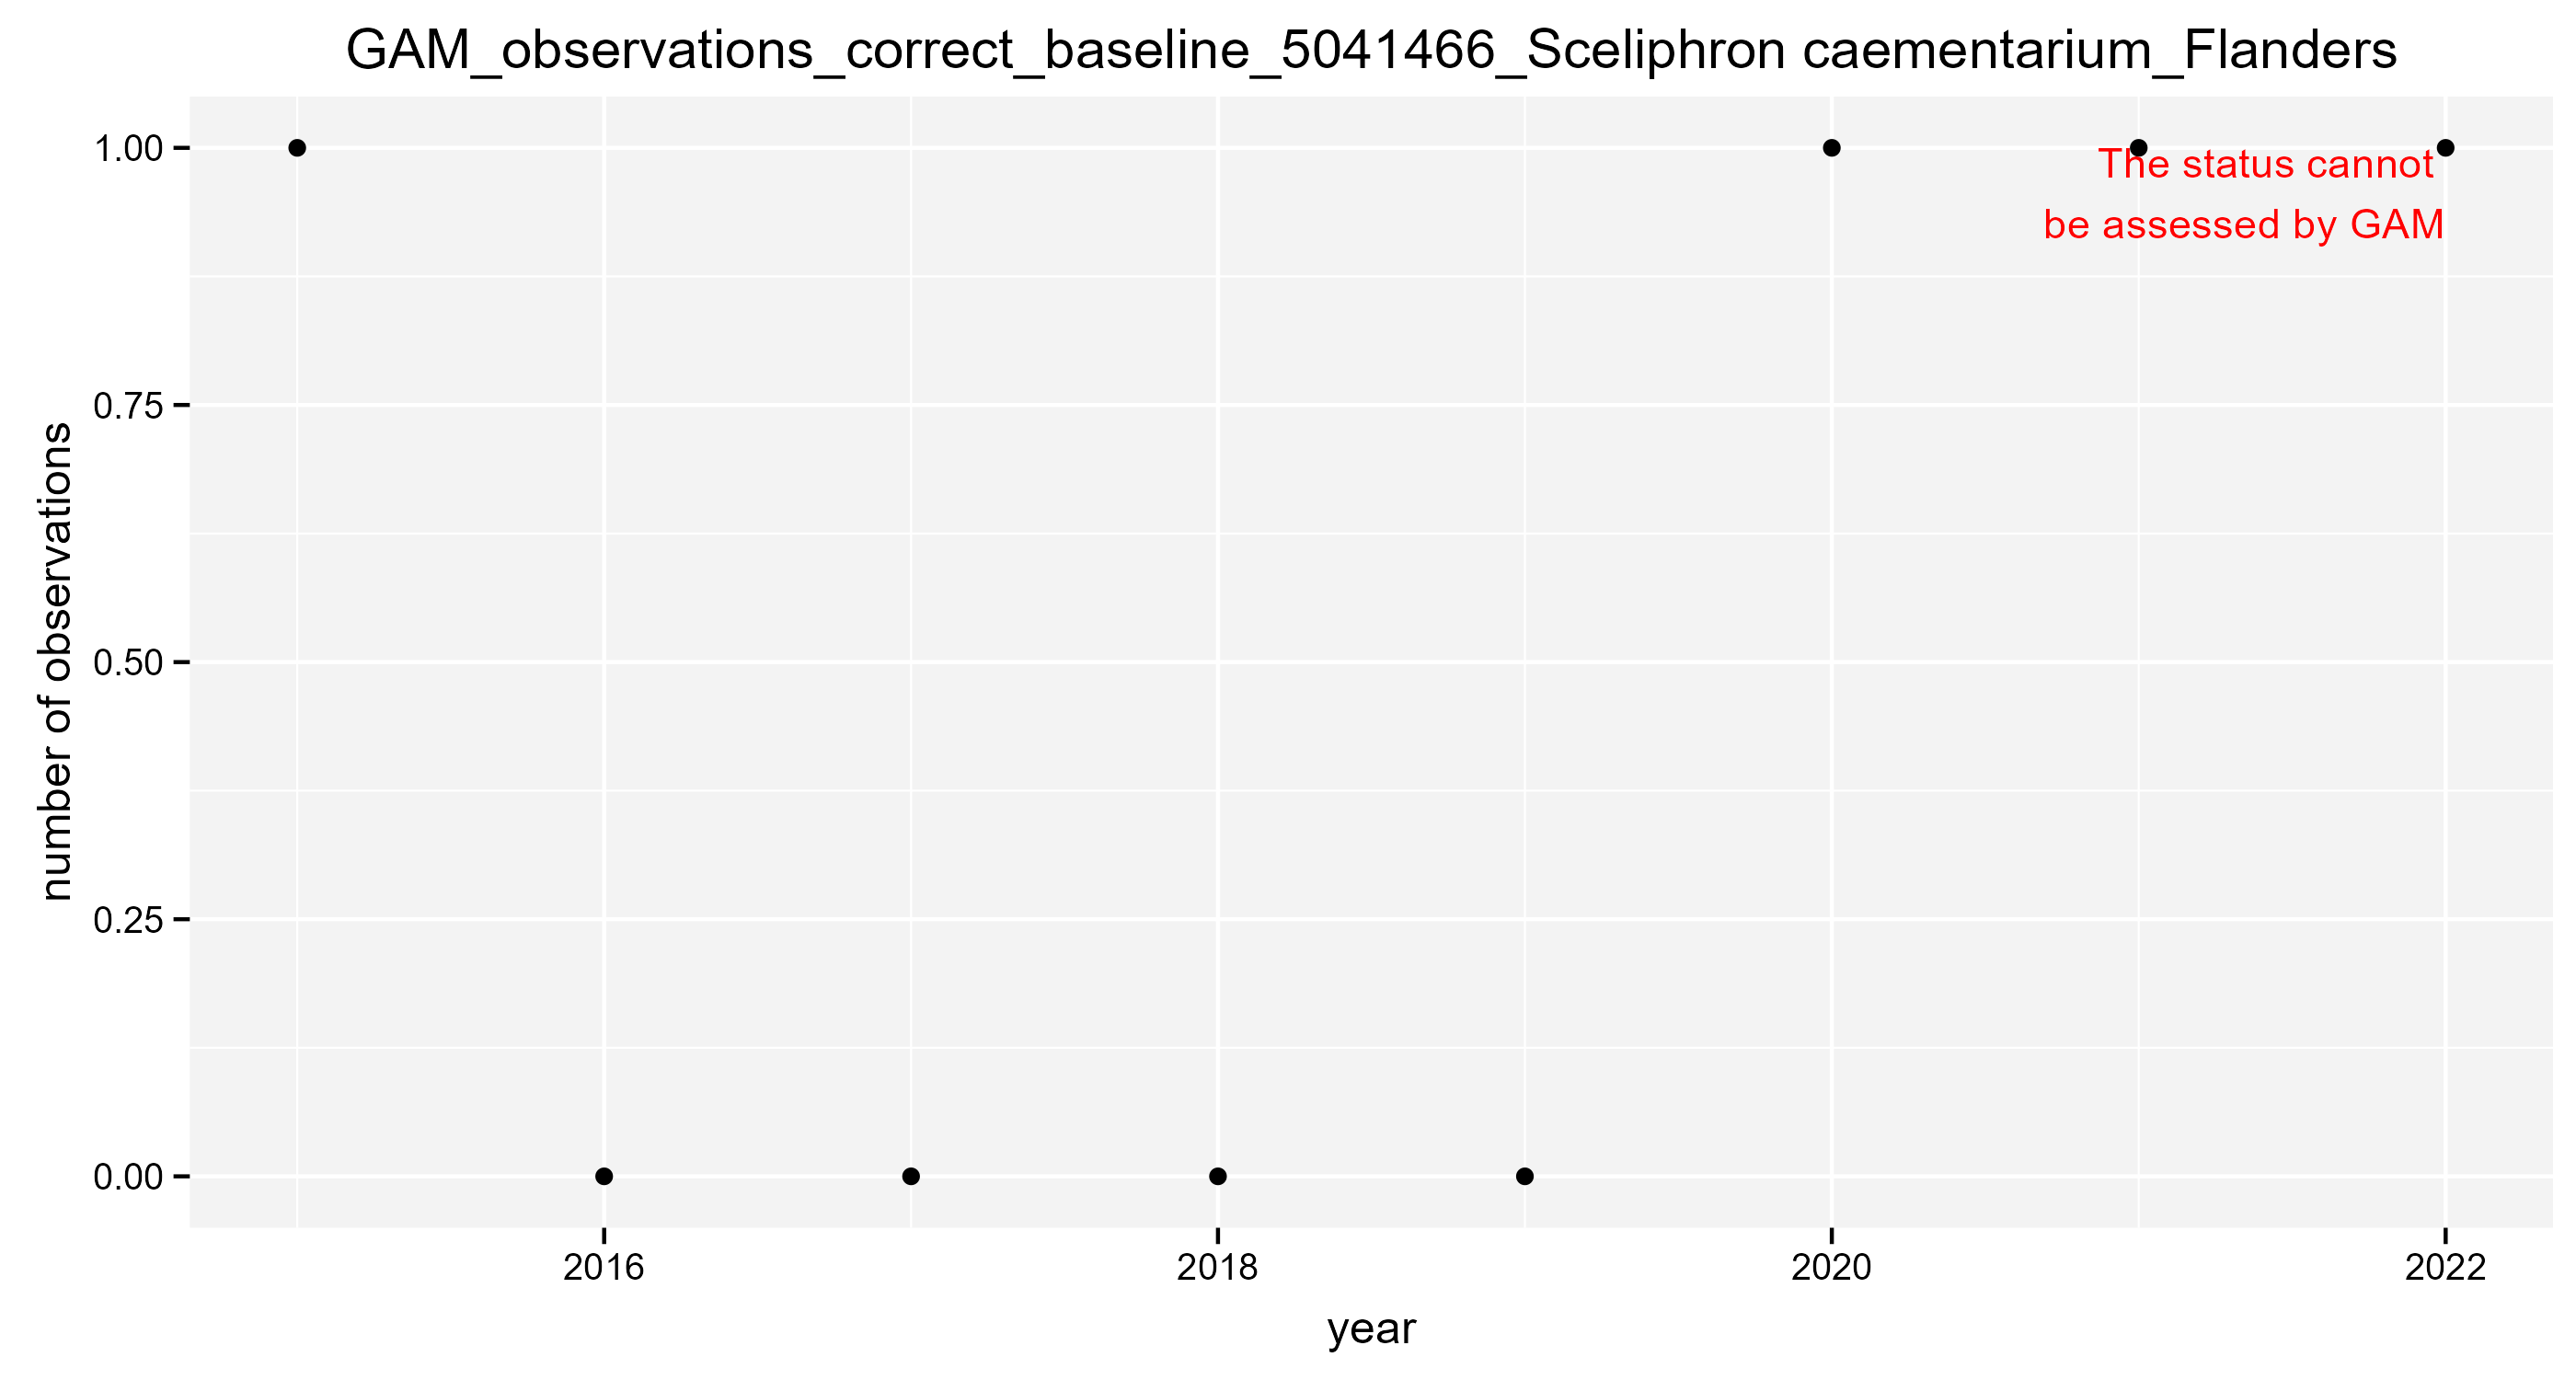 GAM_observations_correct_baseline_5041466_Sceliphron caementarium_Flanders
1.00
0.75
0.50
0.25
0.00
number of observations
The status cannot
be assessed by GAM
2016
2018
2020
2022
year